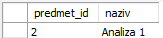 predmet_id naziv
2 Analiza 1